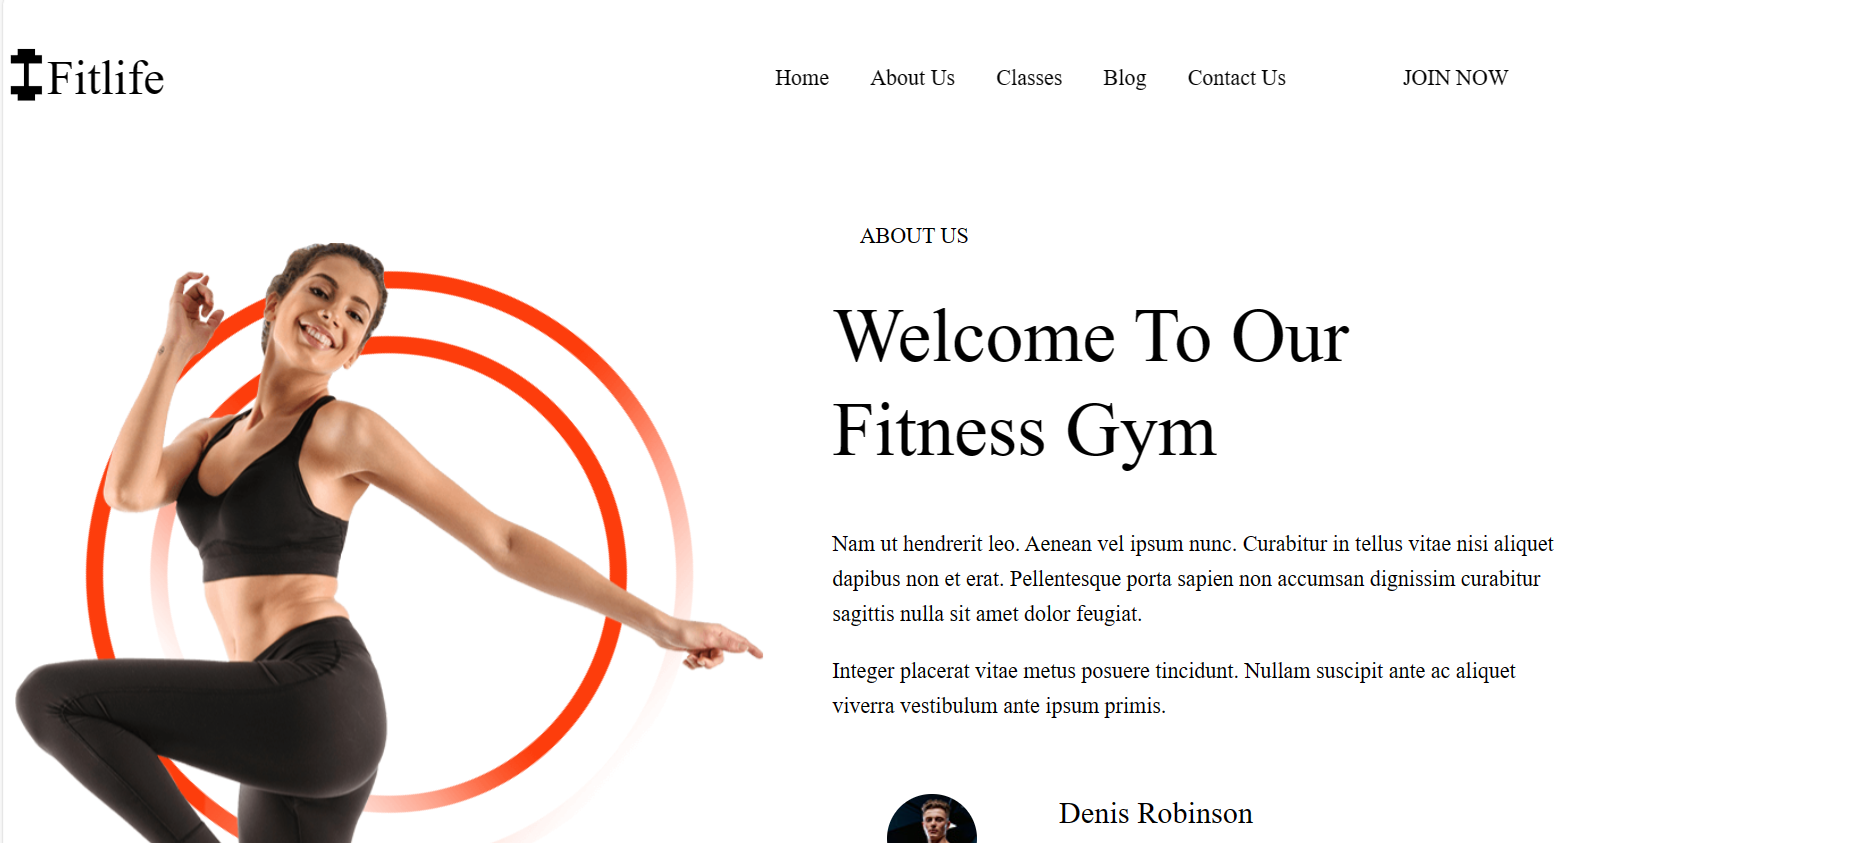 Fitlife
Home About Us Classes Blog Contact Us JOIN NOW
ABOUT US
Welcome To Our
Fitness Gym
Nam ut hendrerit leo. Aenean vel ipsum nunc. Curabitur in tellus vitae nisi aliquet
dapibus non et erat. Pellentesque porta sapien non accumsan dignissim curabitur
sagittis nulla sit amet dolor feugiat.
Integer placerat vitae metus posuere tincidunt. Nullam suscipit ante ac aliquet
viverra vestibulum ante ipsum primis.
Denis Robinson